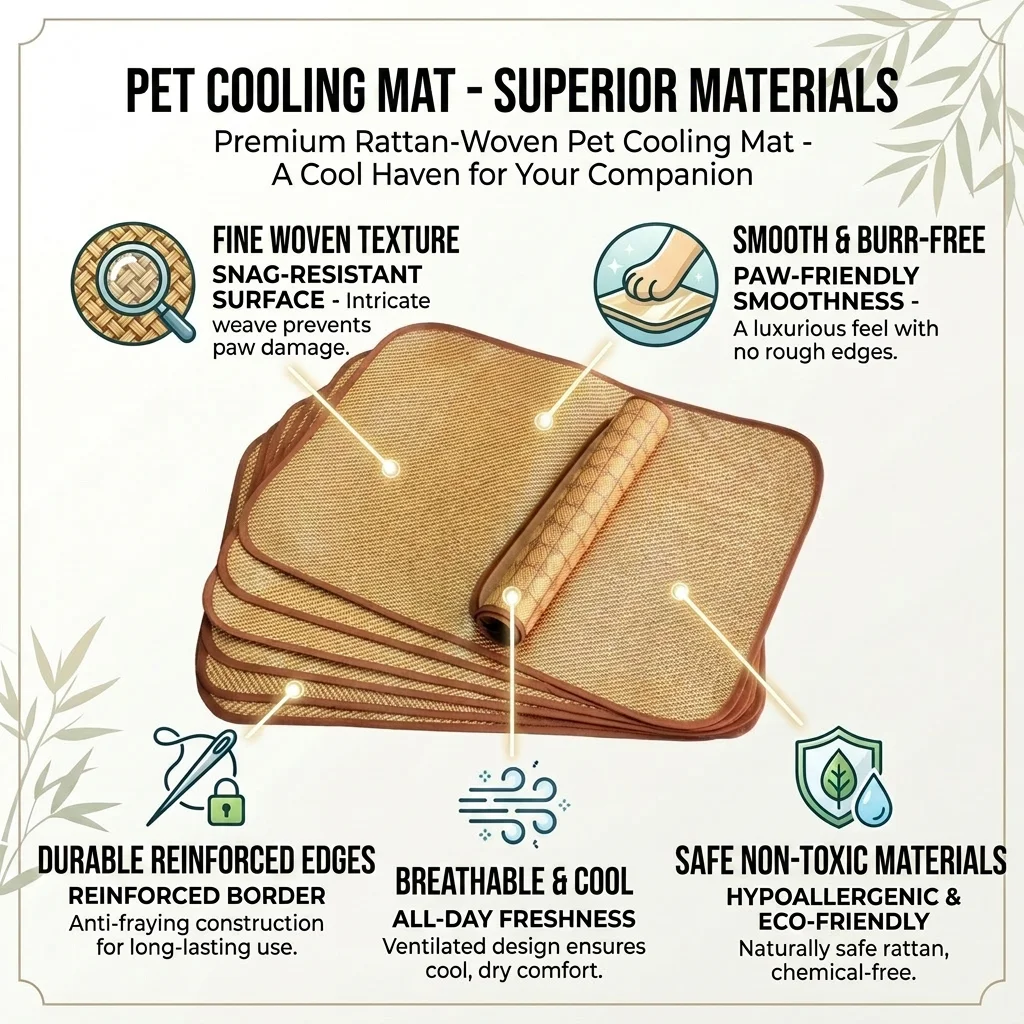 PET COOLING MAT - SUPERIOR MATERIALS
Premium Rattan-Woven Pet Cooling Mat -
A Cool Haven for Your Companion
FINE WOVEN TEXTURE
SNAG-RESISTANT
SURFACE - Intricate
weave prevents
paw damage.
SMOOTH & BURR-FREE
PAW-FRIENDLY
SMOOTHNESS -
A luxurious feel with
no rough edges.
DURABLE REINFORCED EDGES
REINFORCED BORDER
Anti-fraying construction
for long-lasting use.
BREATHABLE & COOL
ALL-DAY FRESHNESS
Ventilated design ensures
cool, dry comfort.
SAFE NON-TOXIC MATERIALS
HYPOALLERGENIC &
ECO-FRIENDLY
Naturally safe rattan,
chemical-free.